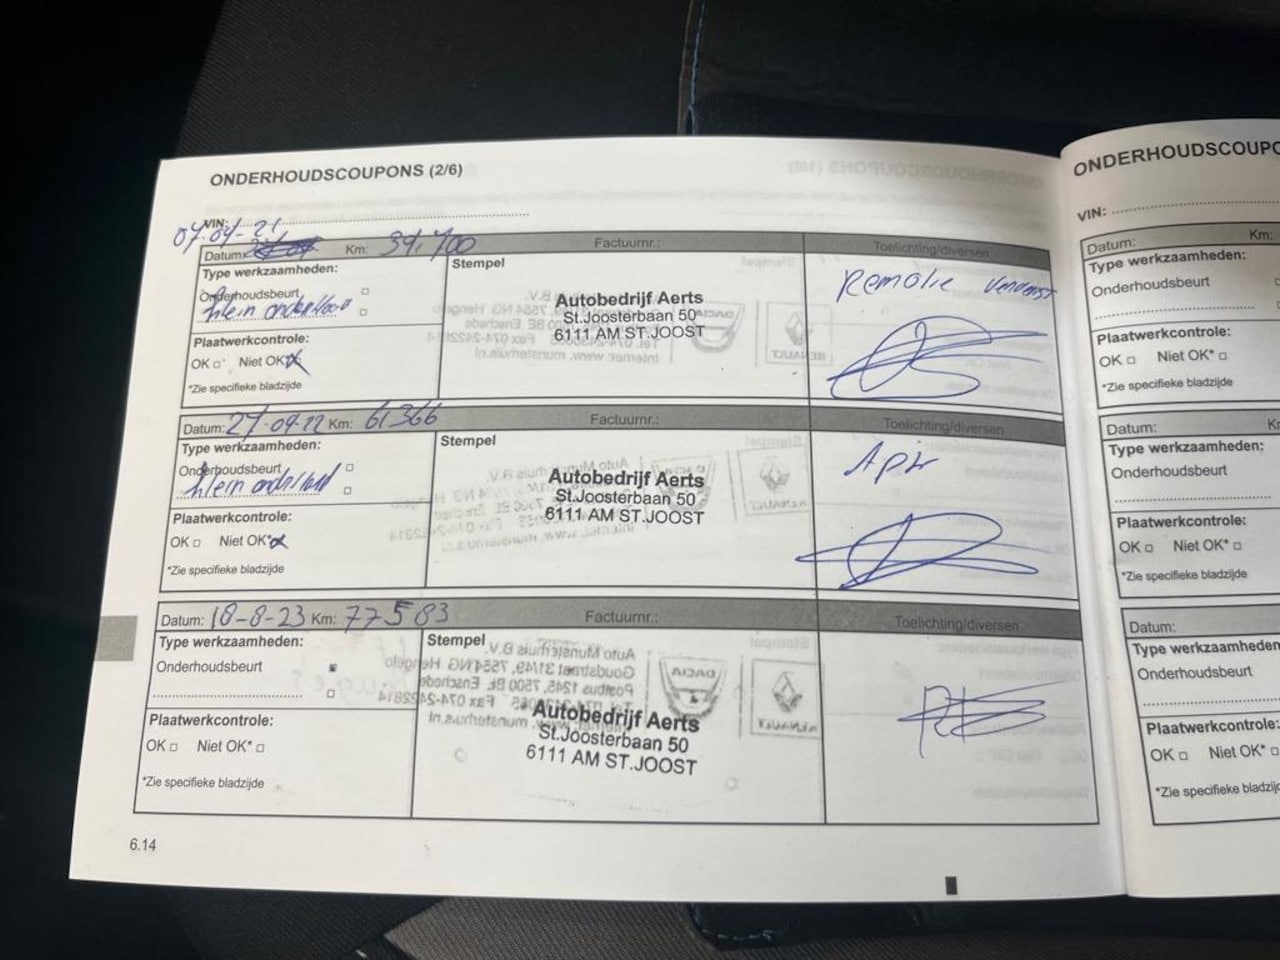 ONDERHOUDSCOUPONS (2/6)
VIN:
07-04-21
Datum: Km: 34.700 Factuurnr.: Toelichting/diversen
Type werkzaamheden:
Onderhoudsbeurt
klein onderhoud
Plaatwerkcontrole:
OK Niet OK*
*Zie specifieke bladzijde
Stempel
Autobedrijf Aerts
St.Joosterbaan 50
6111 AM ST.JOOST
Remolie ververst
Datum: 27-09-22 Km: 61366 Factuurnr.: Toelichting/diversen
Type werkzaamheden:
Onderhoudsbeurt
klein onderhoud
Plaatwerkcontrole:
OK Niet OK*
*Zie specifieke bladzijde
Stempel
Autobedrijf Aerts
St.Joosterbaan 50
6111 AM ST.JOOST
Apk
Datum: 18-8-23 Km: 77583 Factuurnr.: Toelichting/diversen
Type werkzaamheden:
Onderhoudsbeurt
Plaatwerkcontrole:
OK Niet OK*
*Zie specifieke bladzijde
Stempel
Autobedrijf Aerts
St.Joosterbaan 50
6111 AM ST.JOOST
6.14
VIN:
Datum: Km:
Type werkzaamheden:
Onderhoudsbeurt
Plaatwerkcontrole:
OK Niet OK*
*Zie specifieke bladzijde
Datum:
Type werkzaamheden:
Onderhoudsbeurt
Plaatwerkcontrole:
OK Niet OK*
*Zie specifieke bladzijde
Datum:
Type werkzaamheden
Onderhoudsbeurt
Plaatwerkcontrole:
OK Niet OK*
*Zie specifieke